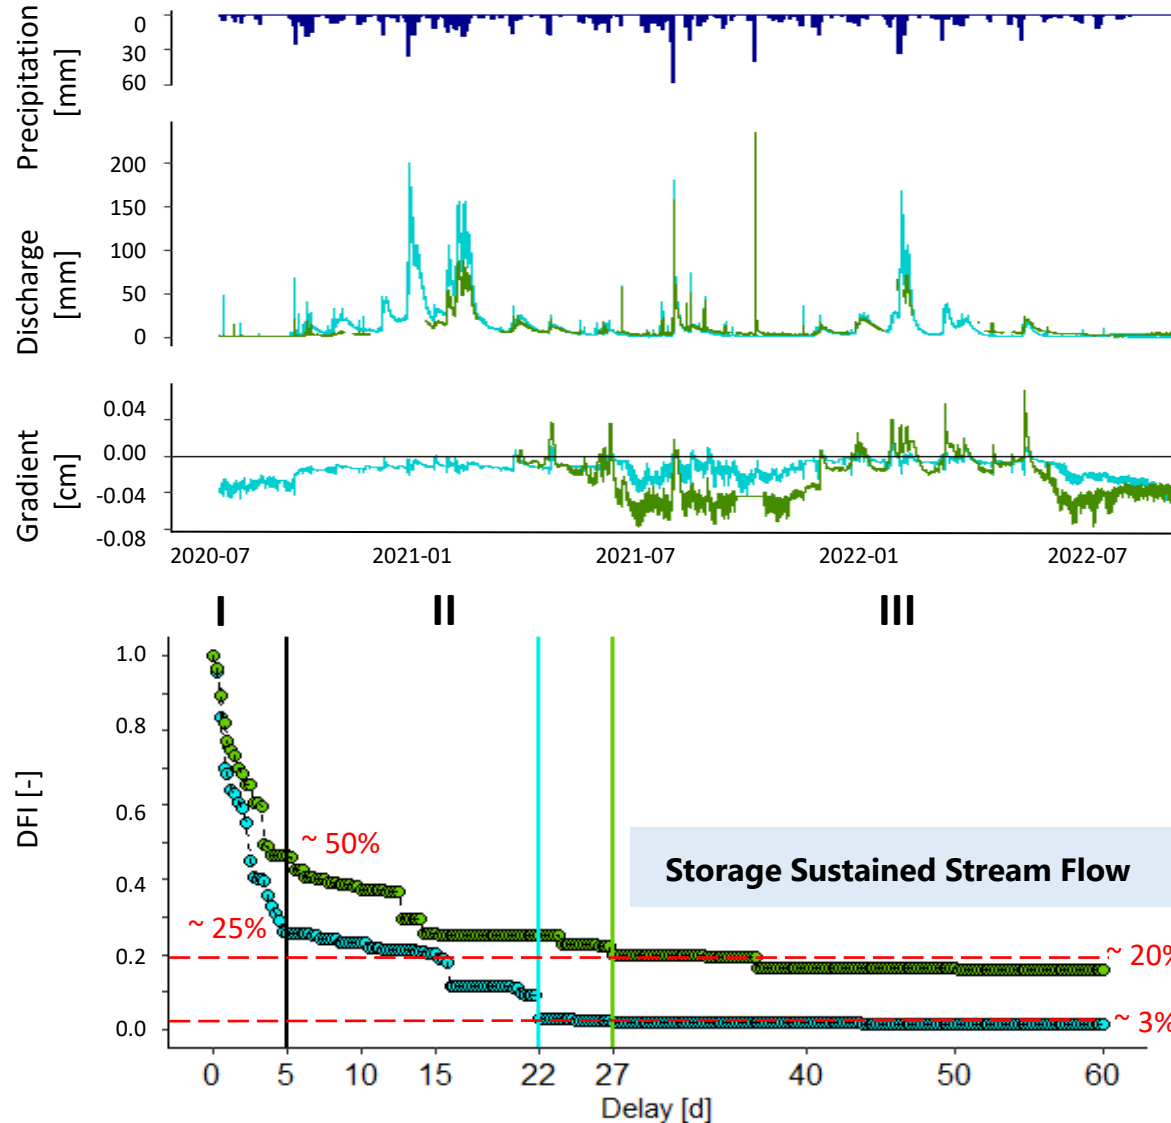 Precipitation
[mm]
0
30
60
Discharge
[mm]
200
150
100
50
0
Gradient
[cm]
0.04
0.00
-0.04
-0.08
2020-07 2021-01 2021-07 2022-01 2022-07
I II III
DFI [-]
1.0
0.8
0.6
0.4
0.2
0.0
~ 50%
~ 25%
Storage Sustained Stream Flow
~ 20%
~ 3%
0 5 10 15 22 27 40 50 60
Delay [d]